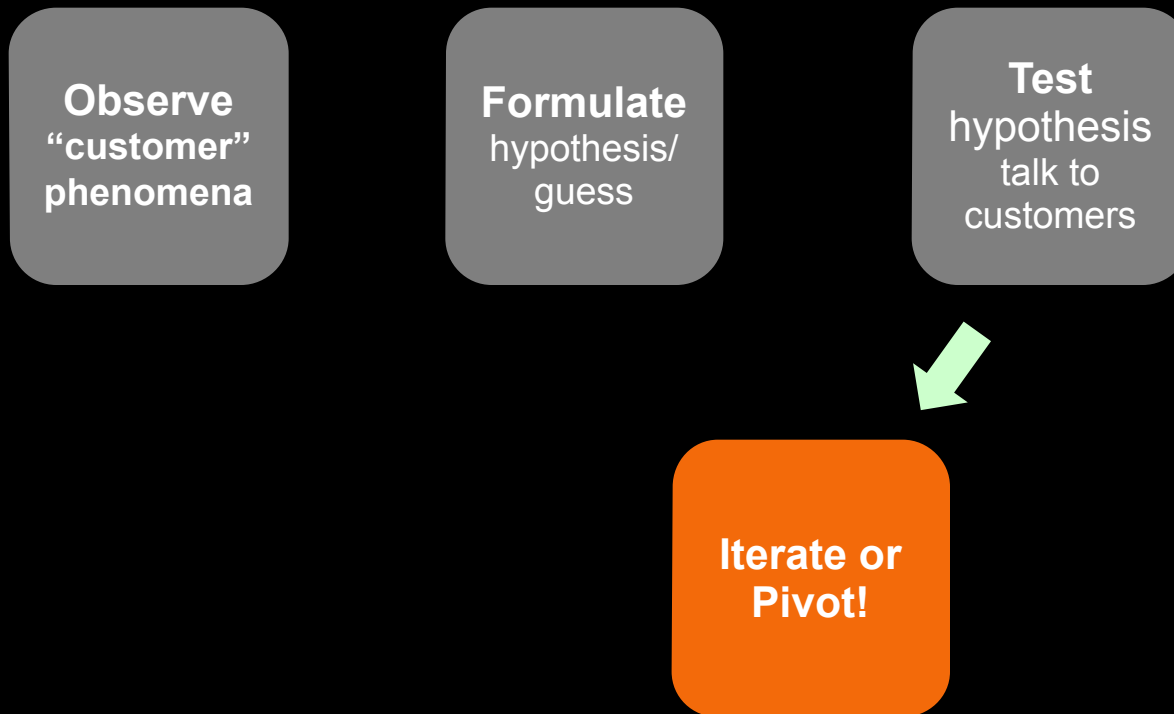 Observe
“customer”
phenomena
Formulate
hypothesis/
guess
Test
hypothesis
talk to
customers
Iterate or
Pivot!